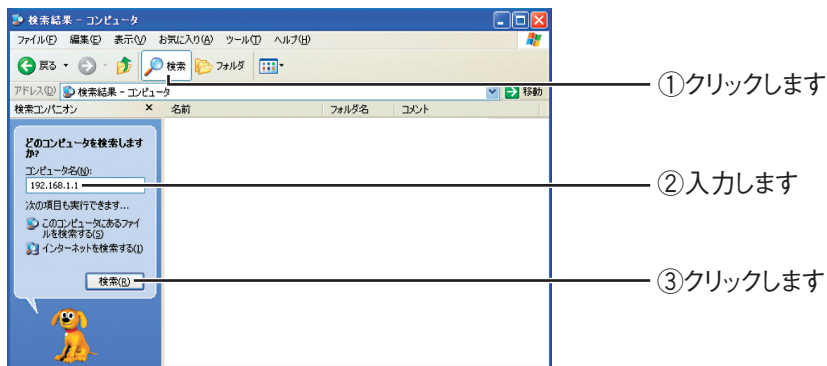 検索結果 - コンピュータ
ファイル(F) 編集(E) 表示(V) お気に入り(A) ツール(T) ヘルプ(H)
戻る 検索 フォルダ
①クリックします
アドレス(D) 検索結果 - コンピュータ 移動
検索コンパニオン × 名前 フォルダ名 コメント
どのコンピュータを検索します
か?
コンピュータ名(N):
192.168.1.1
②入力します
次の項目も実行できます...
このコンピュータにあるファイ
ルを検索する(S)
インターネットを検索する(I)
検索(R)
③クリックします